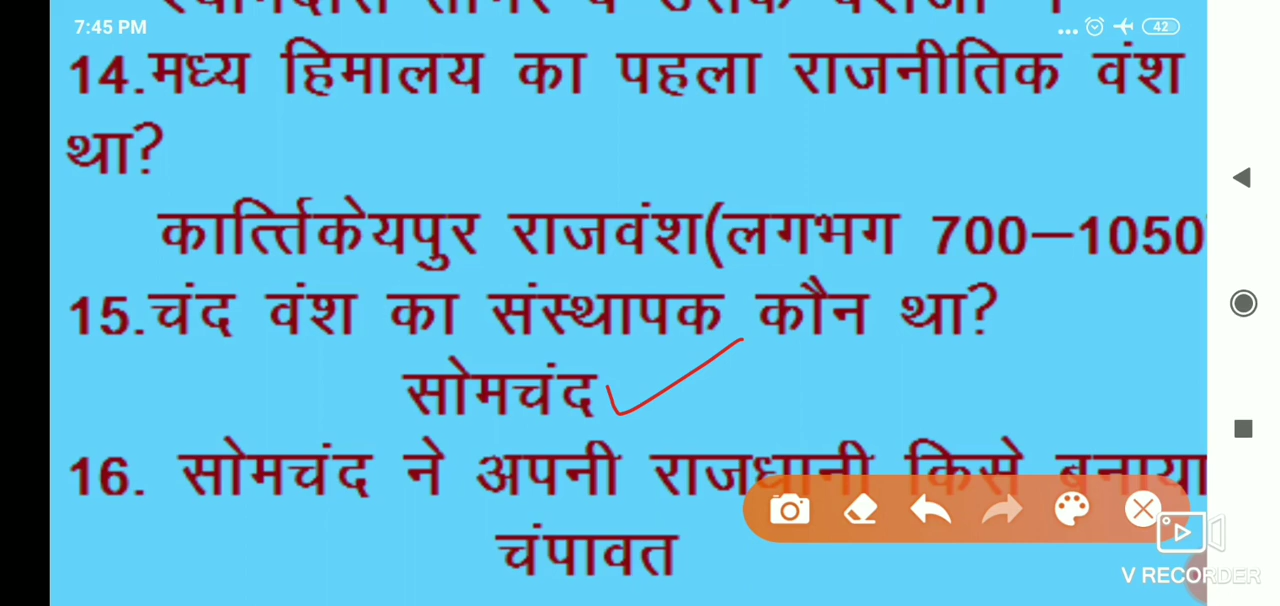 7:45 PM
42
14.मध्य हिमालय का पहला राजनीतिक वंश
था?
कार्त्तिकेयपुर राजवंश(लगभग 700–1050
15.चंद वंश का संस्थापक कौन था?
सोमचंद
16. सोमचंद ने अपनी राजधानी किसे बनाया
चंपावत
V RECORDER